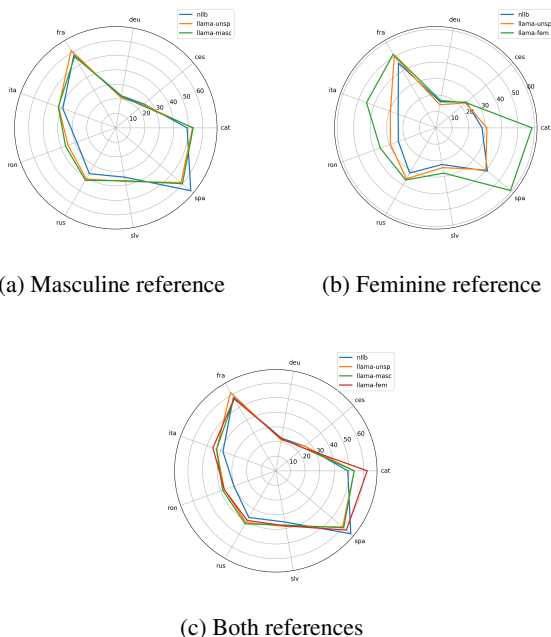 nllb
llama-unsp
llama-masc
deu
fra
ces
ita
cat
ron
spa
rus
slv
10
20
30
40
50
60
(a) Masculine reference
nllb
llama-unsp
llama-fem
deu
fra
ces
ita
cat
ron
spa
rus
slv
10
20
30
40
50
60
(b) Feminine reference
nllb
llama-unsp
llama-masc
llama-fem
deu
fra
ces
ita
cat
ron
spa
rus
slv
10
20
30
40
50
60
(c) Both references